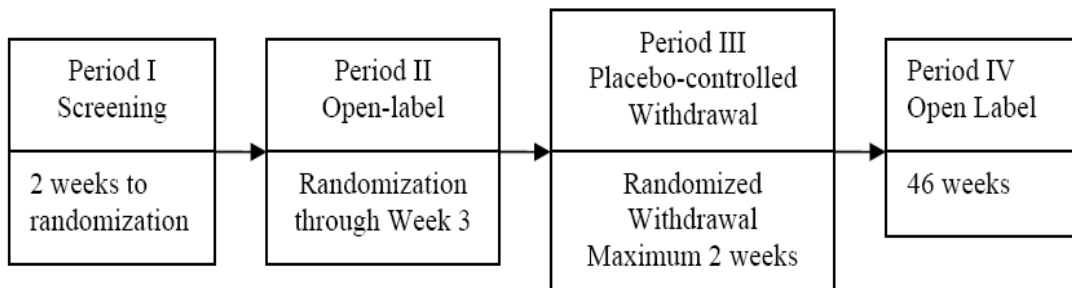 Period I
Screening
2 weeks to
randomization
Period II
Open-label
Randomization
through Week 3
Period III
Placebo-controlled
Withdrawal
Randomized
Withdrawal
Maximum 2 weeks
Period IV
Open Label
46 weeks